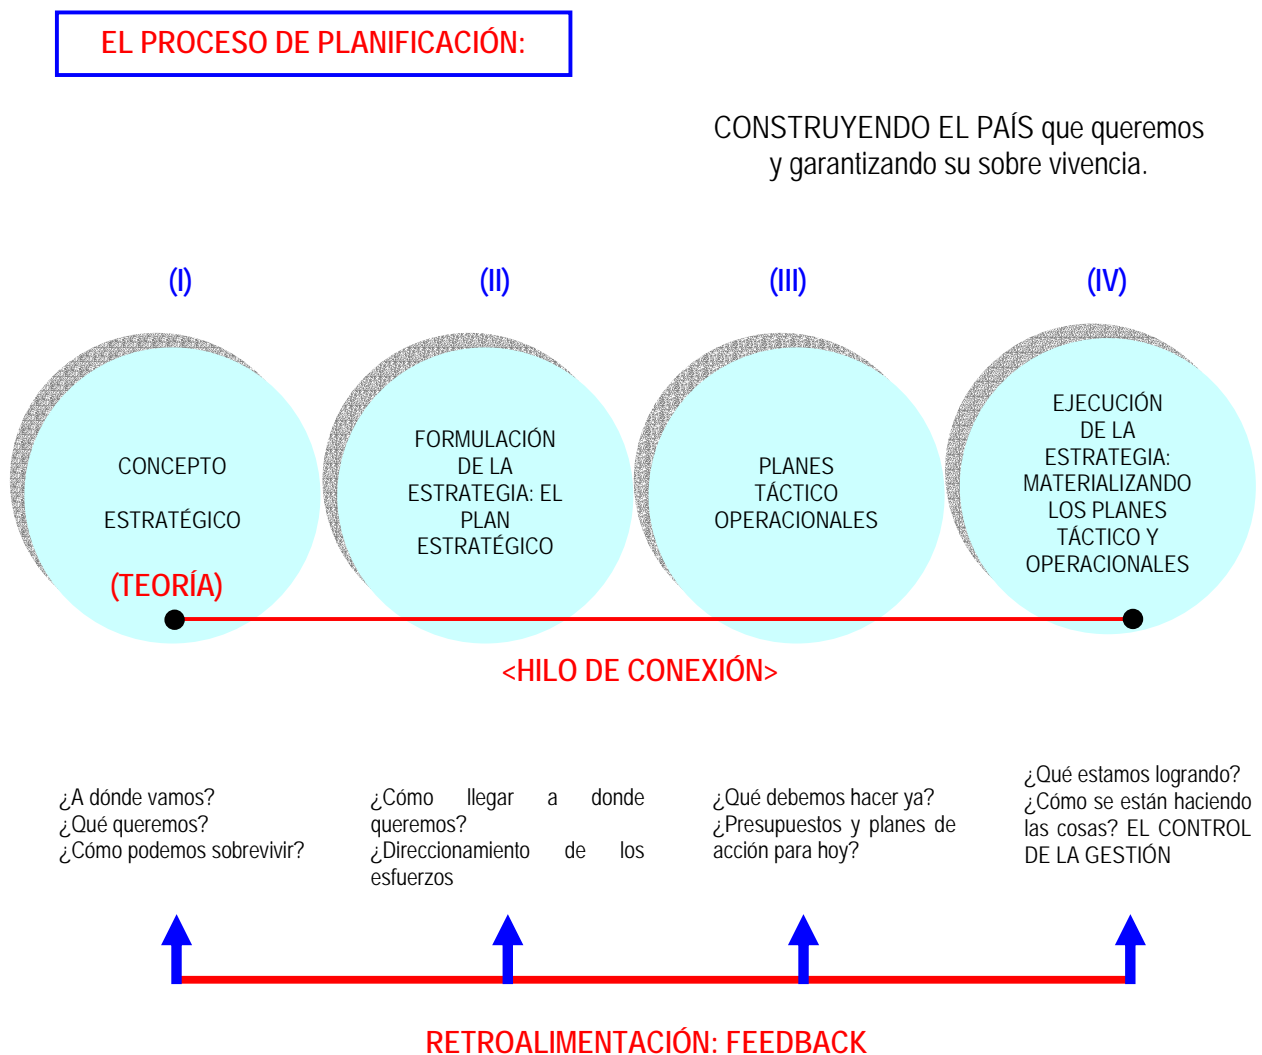 EL PROCESO DE PLANIFICACIÓN:
CONSTRUYENDO EL PAÍS que queremos
y garantizando su sobre vivencia.
(I)
(II)
(III)
(IV)
CONCEPTO
ESTRATÉGICO
(TEORÍA)
FORMULACIÓN
DE LA
ESTRATEGIA: EL
PLAN
ESTRATÉGICO
PLANES
TÁCTICO
OPERACIONALES
EJECUCIÓN
DE LA
ESTRATEGIA:
MATERIALIZANDO
LOS PLANES
TÁCTICO Y
OPERACIONALES
<HILO DE CONEXIÓN>
¿A dónde vamos?
¿Qué queremos?
¿Cómo podemos sobrevivir?
¿Cómo llegar a donde
queremos?
¿Direccionamiento de los
esfuerzos
¿Qué debemos hacer ya?
¿Presupuestos y planes de
acción para hoy?
¿Qué estamos logrando?
¿Cómo se están haciendo
las cosas? EL CONTROL
DE LA GESTIÓN
RETROALIMENTACIÓN: FEEDBACK